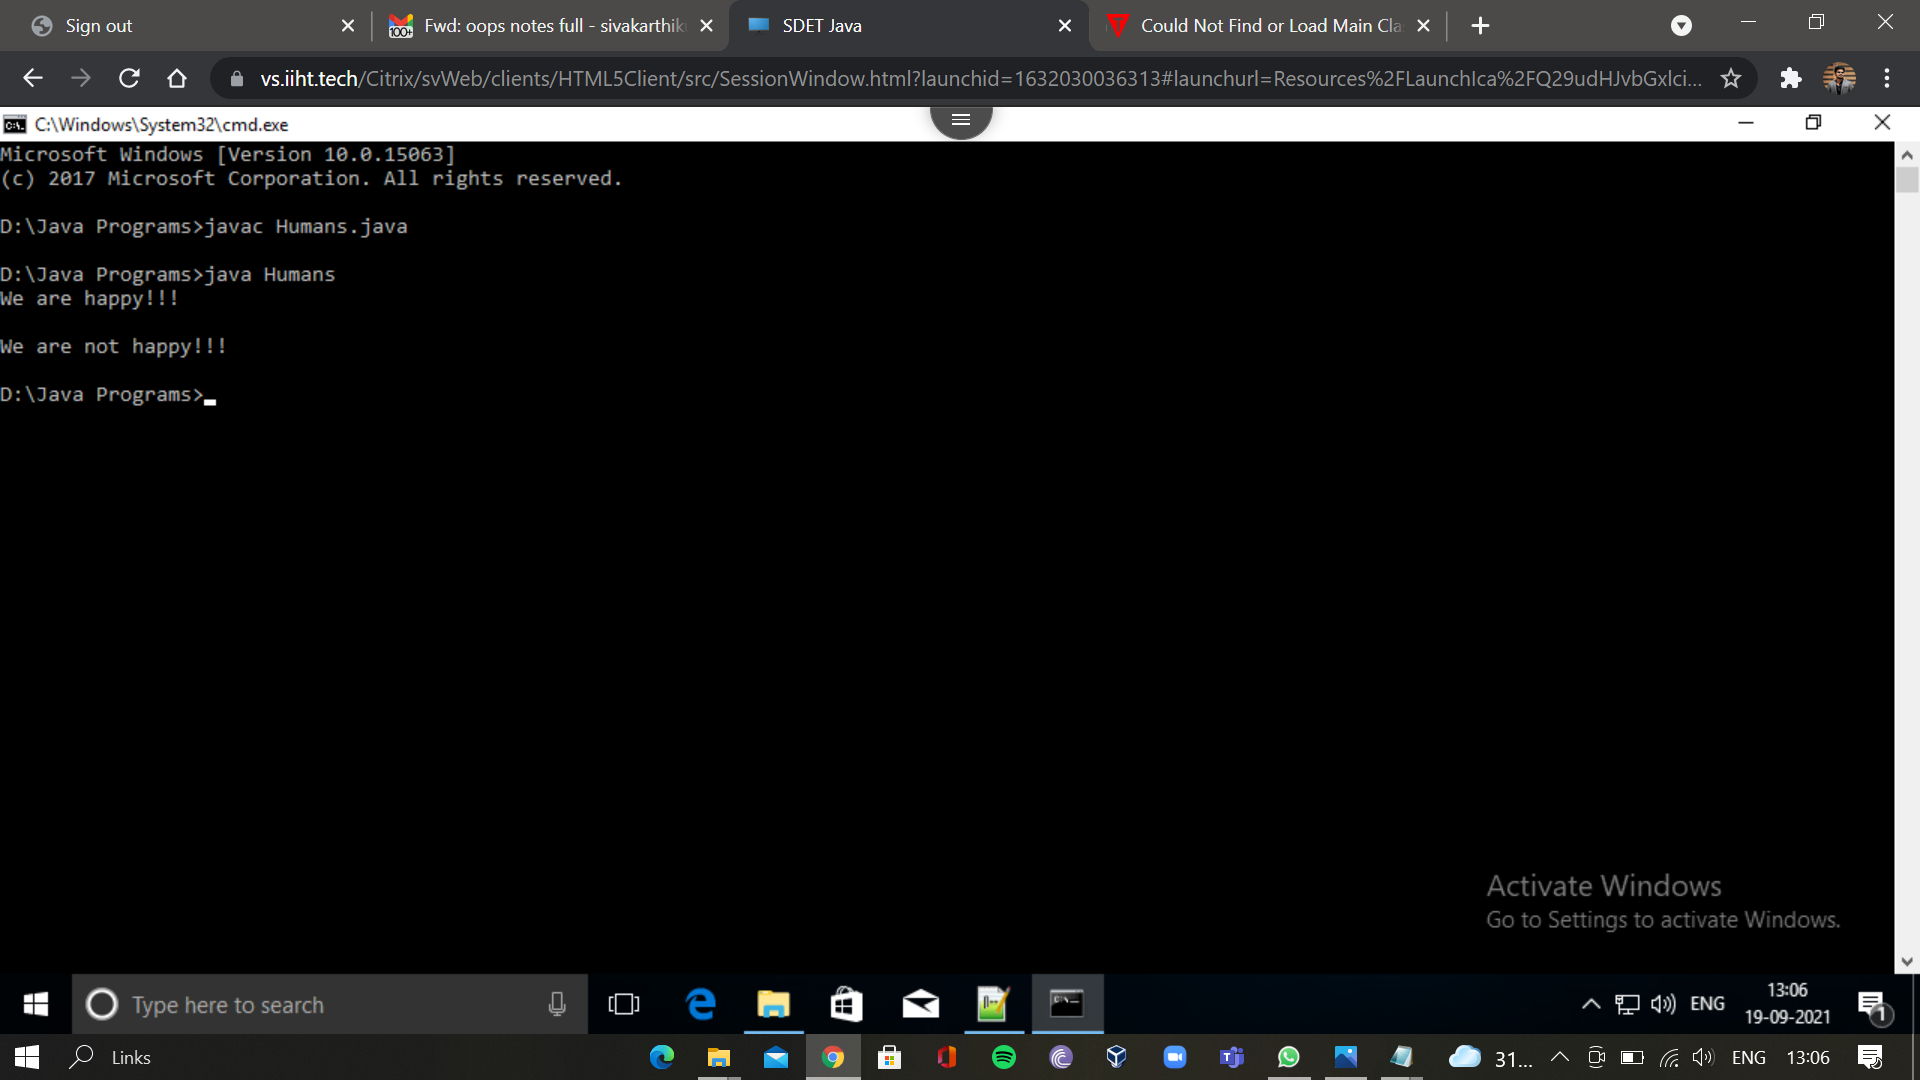 Sign out
Fwd: oops notes full - sivakarthik
SDET Java
Could Not Find or Load Main Cla
vs.iiht.tech/Citrix/svWeb/clients/HTML5Client/src/SessionWindow.html?launchid=1632030036313#launchurl=Resources%2FLaunchIca%2FQ29udHJvbGxlci...
C:\Windows\System32\cmd.exe
Microsoft Windows [Version 10.0.15063]
(c) 2017 Microsoft Corporation. All rights reserved.
D:\Java Programs>javac Humans.java
D:\Java Programs>java Humans
We are happy!!!
We are not happy!!!
D:\Java Programs>
Activate Windows
Go to Settings to activate Windows.
Type here to search
ENG
13:06
19-09-2021
1
Links
31...
ENG
13:06